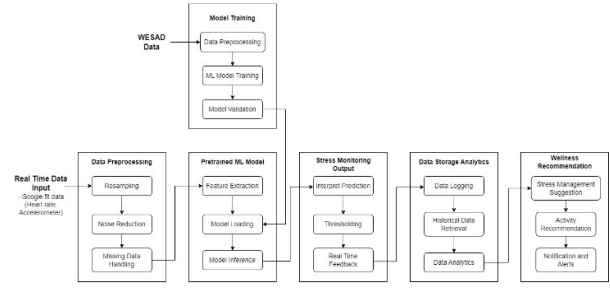 Model Training
WESAD
Data
Data Preprocessing
ML Model Training
Model Validation
Data Preprocessing
Pretrained ML Model
Stress Monitoring
Output
Data Storage Analytics
Wellness
Recommendation
Real Time Data
Input
- Google fit data
(Heart rate,
Accelerometer)
Resampling
Noise Reduction
Missing Data
Handling
Feature Extraction
Model Loading
Model Inference
Interpret Prediction
Thresholding
Real Time
Feedback
Data Logging
Historical Data
Retrieval
Data Analytics
Stress Management
Suggestion
Activity
Recommendation
Notification and
Alerts